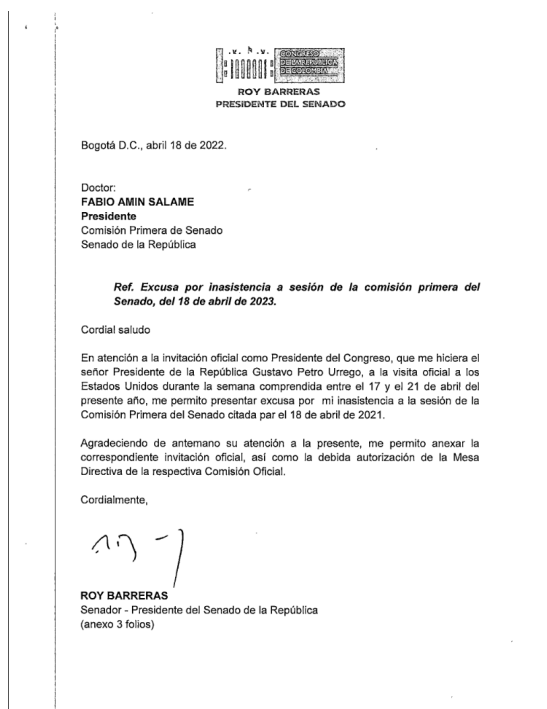 CONGRESO
DE LA REPÚBLICA
DE COLOMBIA
ROY BARRERAS
PRESIDENTE DEL SENADO
Bogotá D.C., abril 18 de 2022.
Doctor:
FABIO AMIN SALAME
Presidente
Comisión Primera de Senado
Senado de la República
Ref. Excusa por inasistencia a sesión de la comisión primera del
Senado, del 18 de abril de 2023.
Cordial saludo
En atención a la invitación oficial como Presidente del Congreso, que me hiciera el
señor Presidente de la República Gustavo Petro Urrego, a la visita oficial a los
Estados Unidos durante la semana comprendida entre el 17 y el 21 de abril del
presente año, me permito presentar excusa por mi inasistencia a la sesión de la
Comisión Primera del Senado citada par el 18 de abril de 2021.
Agradeciendo de antemano su atención a la presente, me permito anexar la
correspondiente invitación oficial, así como la debida autorización de la Mesa
Directiva de la respectiva Comisión Oficial.
Cordialmente,
ROY BARRERAS
Senador - Presidente del Senado de la República
(anexo 3 folios)